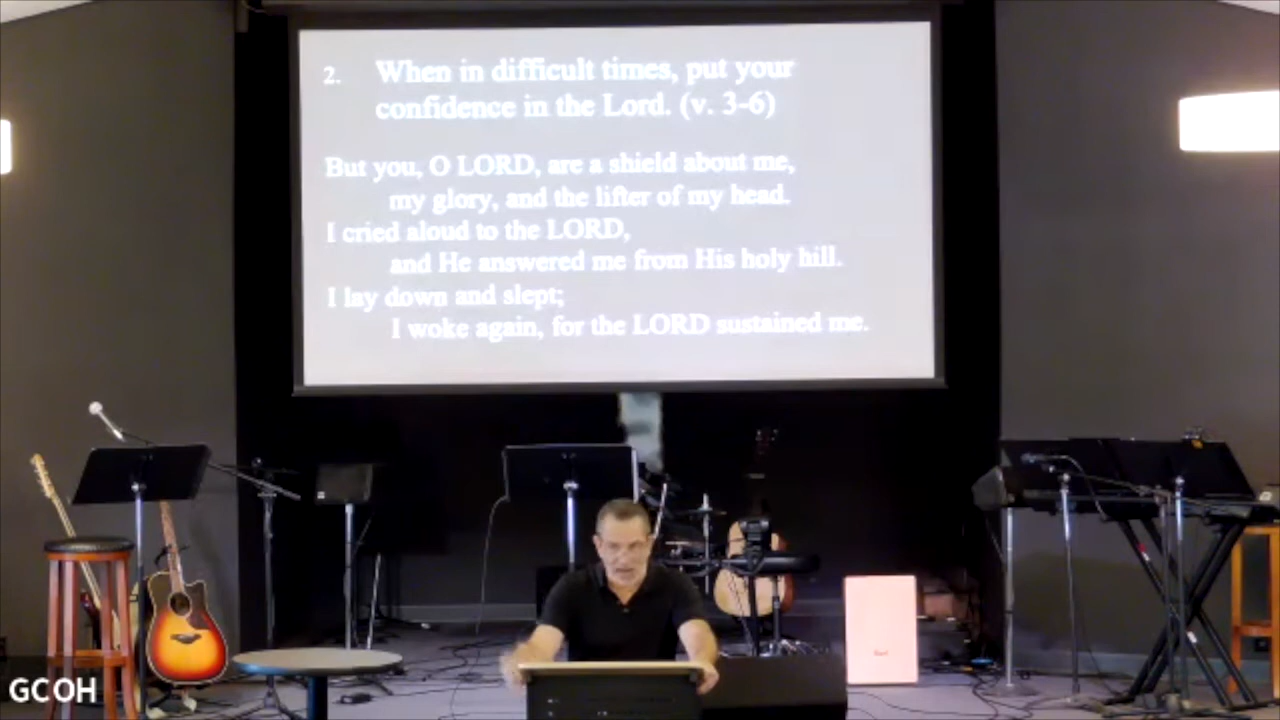 2. When in difficult times, put your
confidence in the Lord. (v. 3-6)
But you, O LORD, are a shield about me,
my glory, and the lifter of my head.
I cried aloud to the LORD,
and He answered me from His holy hill.
I lay down and slept;
I woke again, for the LORD sustained me.
GCOH